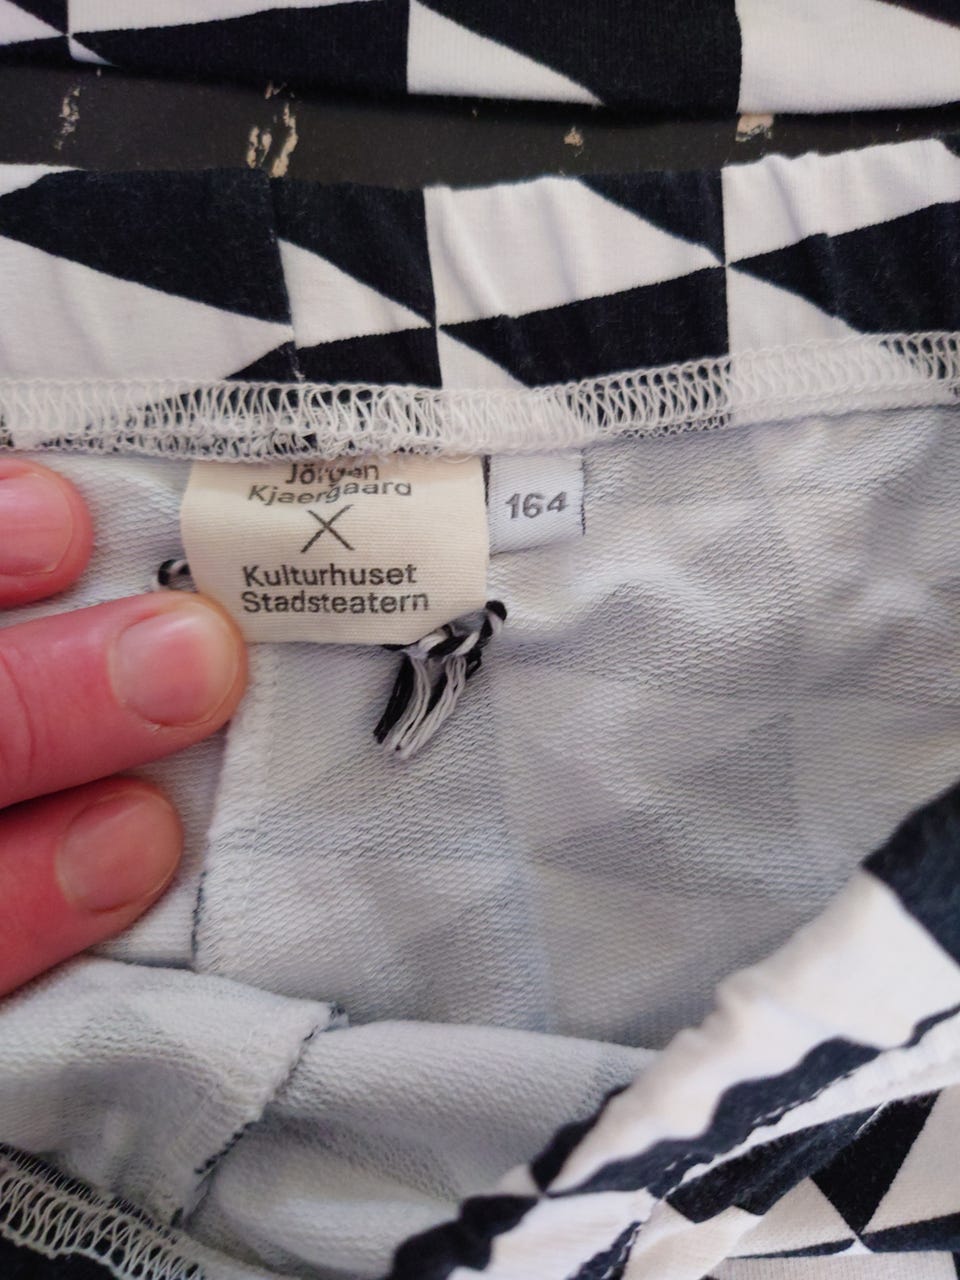 Jörgen
Kjaergaard
X
Kulturhuset
Stadsteatern
164